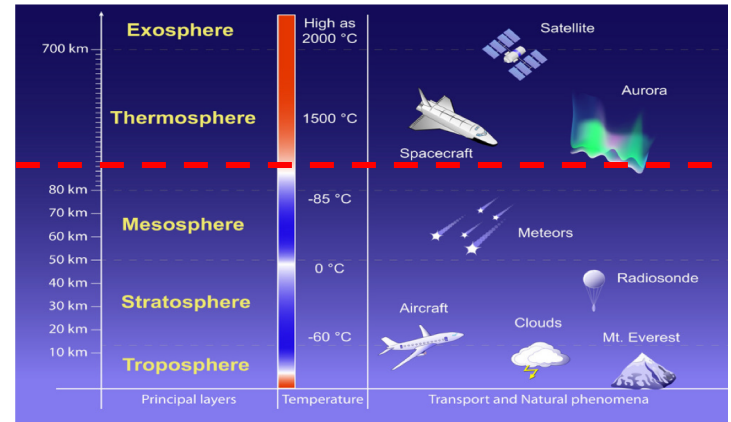 Exosphere
High as
2000 °C
Satellite
700 km
Aurora
Thermosphere
1500 °C
Spacecraft
80 km
-85 °C
70 km
Mesosphere
60 km
Meteors
50 km
0 °C
Radiosonde
40 km
30 km
Stratosphere
Aircraft
20 km
Clouds
-60 °C
Mt. Everest
10 km
Troposphere
Principal layers
Temperature
Transport and Natural phenomena